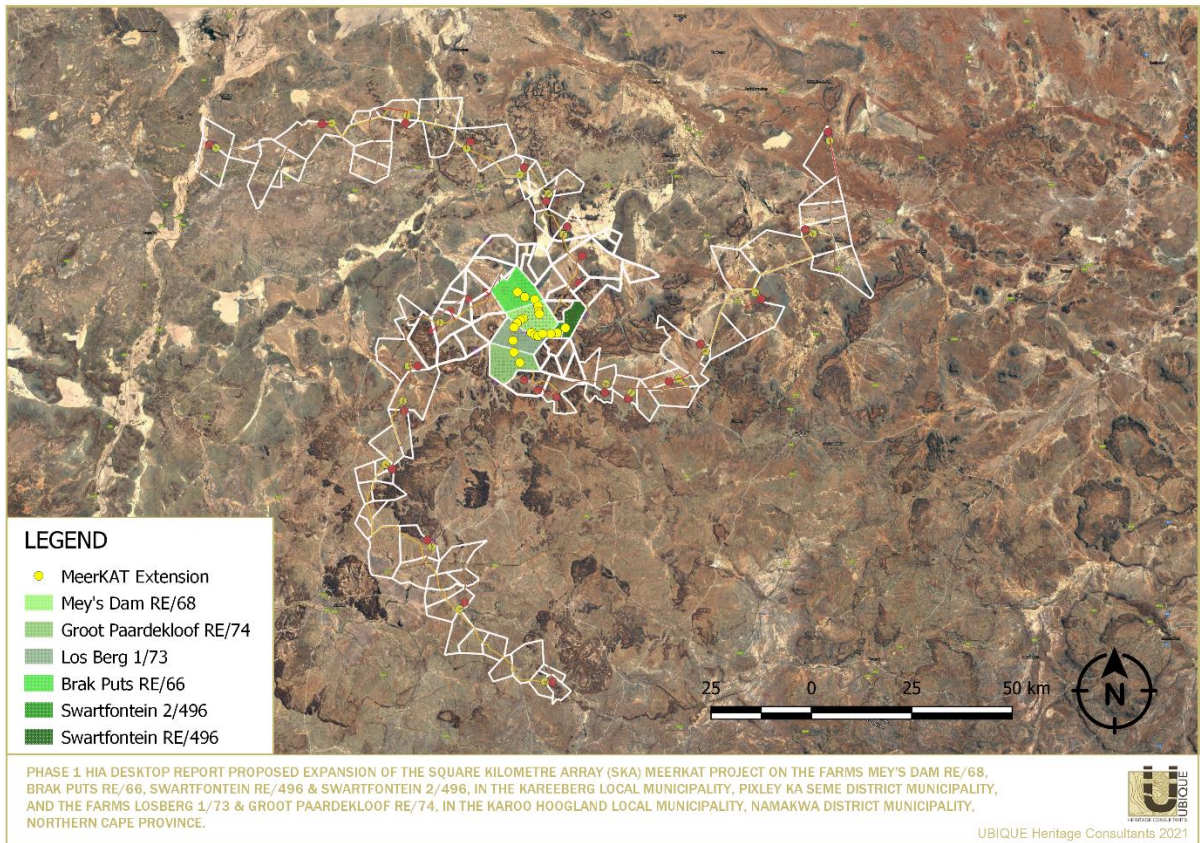 25 0 25 50 km
N
LEGEND
MeerKAT Extension
Mey's Dam RE/68
Groot Paardekloof RE/74
Los Berg 1/73
Brak Puts RE/66
Swartfontein 2/496
Swartfontein RE/496
PHASE 1 HIA DESKTOP REPORT PROPOSED EXPANSION OF THE SQUARE KILOMETRE ARRAY (SKA) MEERKAT PROJECT ON THE FARMS MEY'S DAM RE/68,
BRAK PUTS RE/66, SWARTFONTEIN RE/496 & SWARTFONTEIN 2/496, IN THE KAREEBERG LOCAL MUNICIPALITY, PIXLEY KA SEME DISTRICT MUNICIPALITY,
AND THE FARMS LOSBERG 1/73 & GROOT PAARDEKLOOF RE/74, IN THE KAROO HOOGLAND LOCAL MUNICIPALITY, NAMAKWA DISTRICT MUNICIPALITY,
NORTHERN CAPE PROVINCE.
UBIQUE
HERITAGE CONSULTANTS
UBIQUE Heritage Consultants 2021